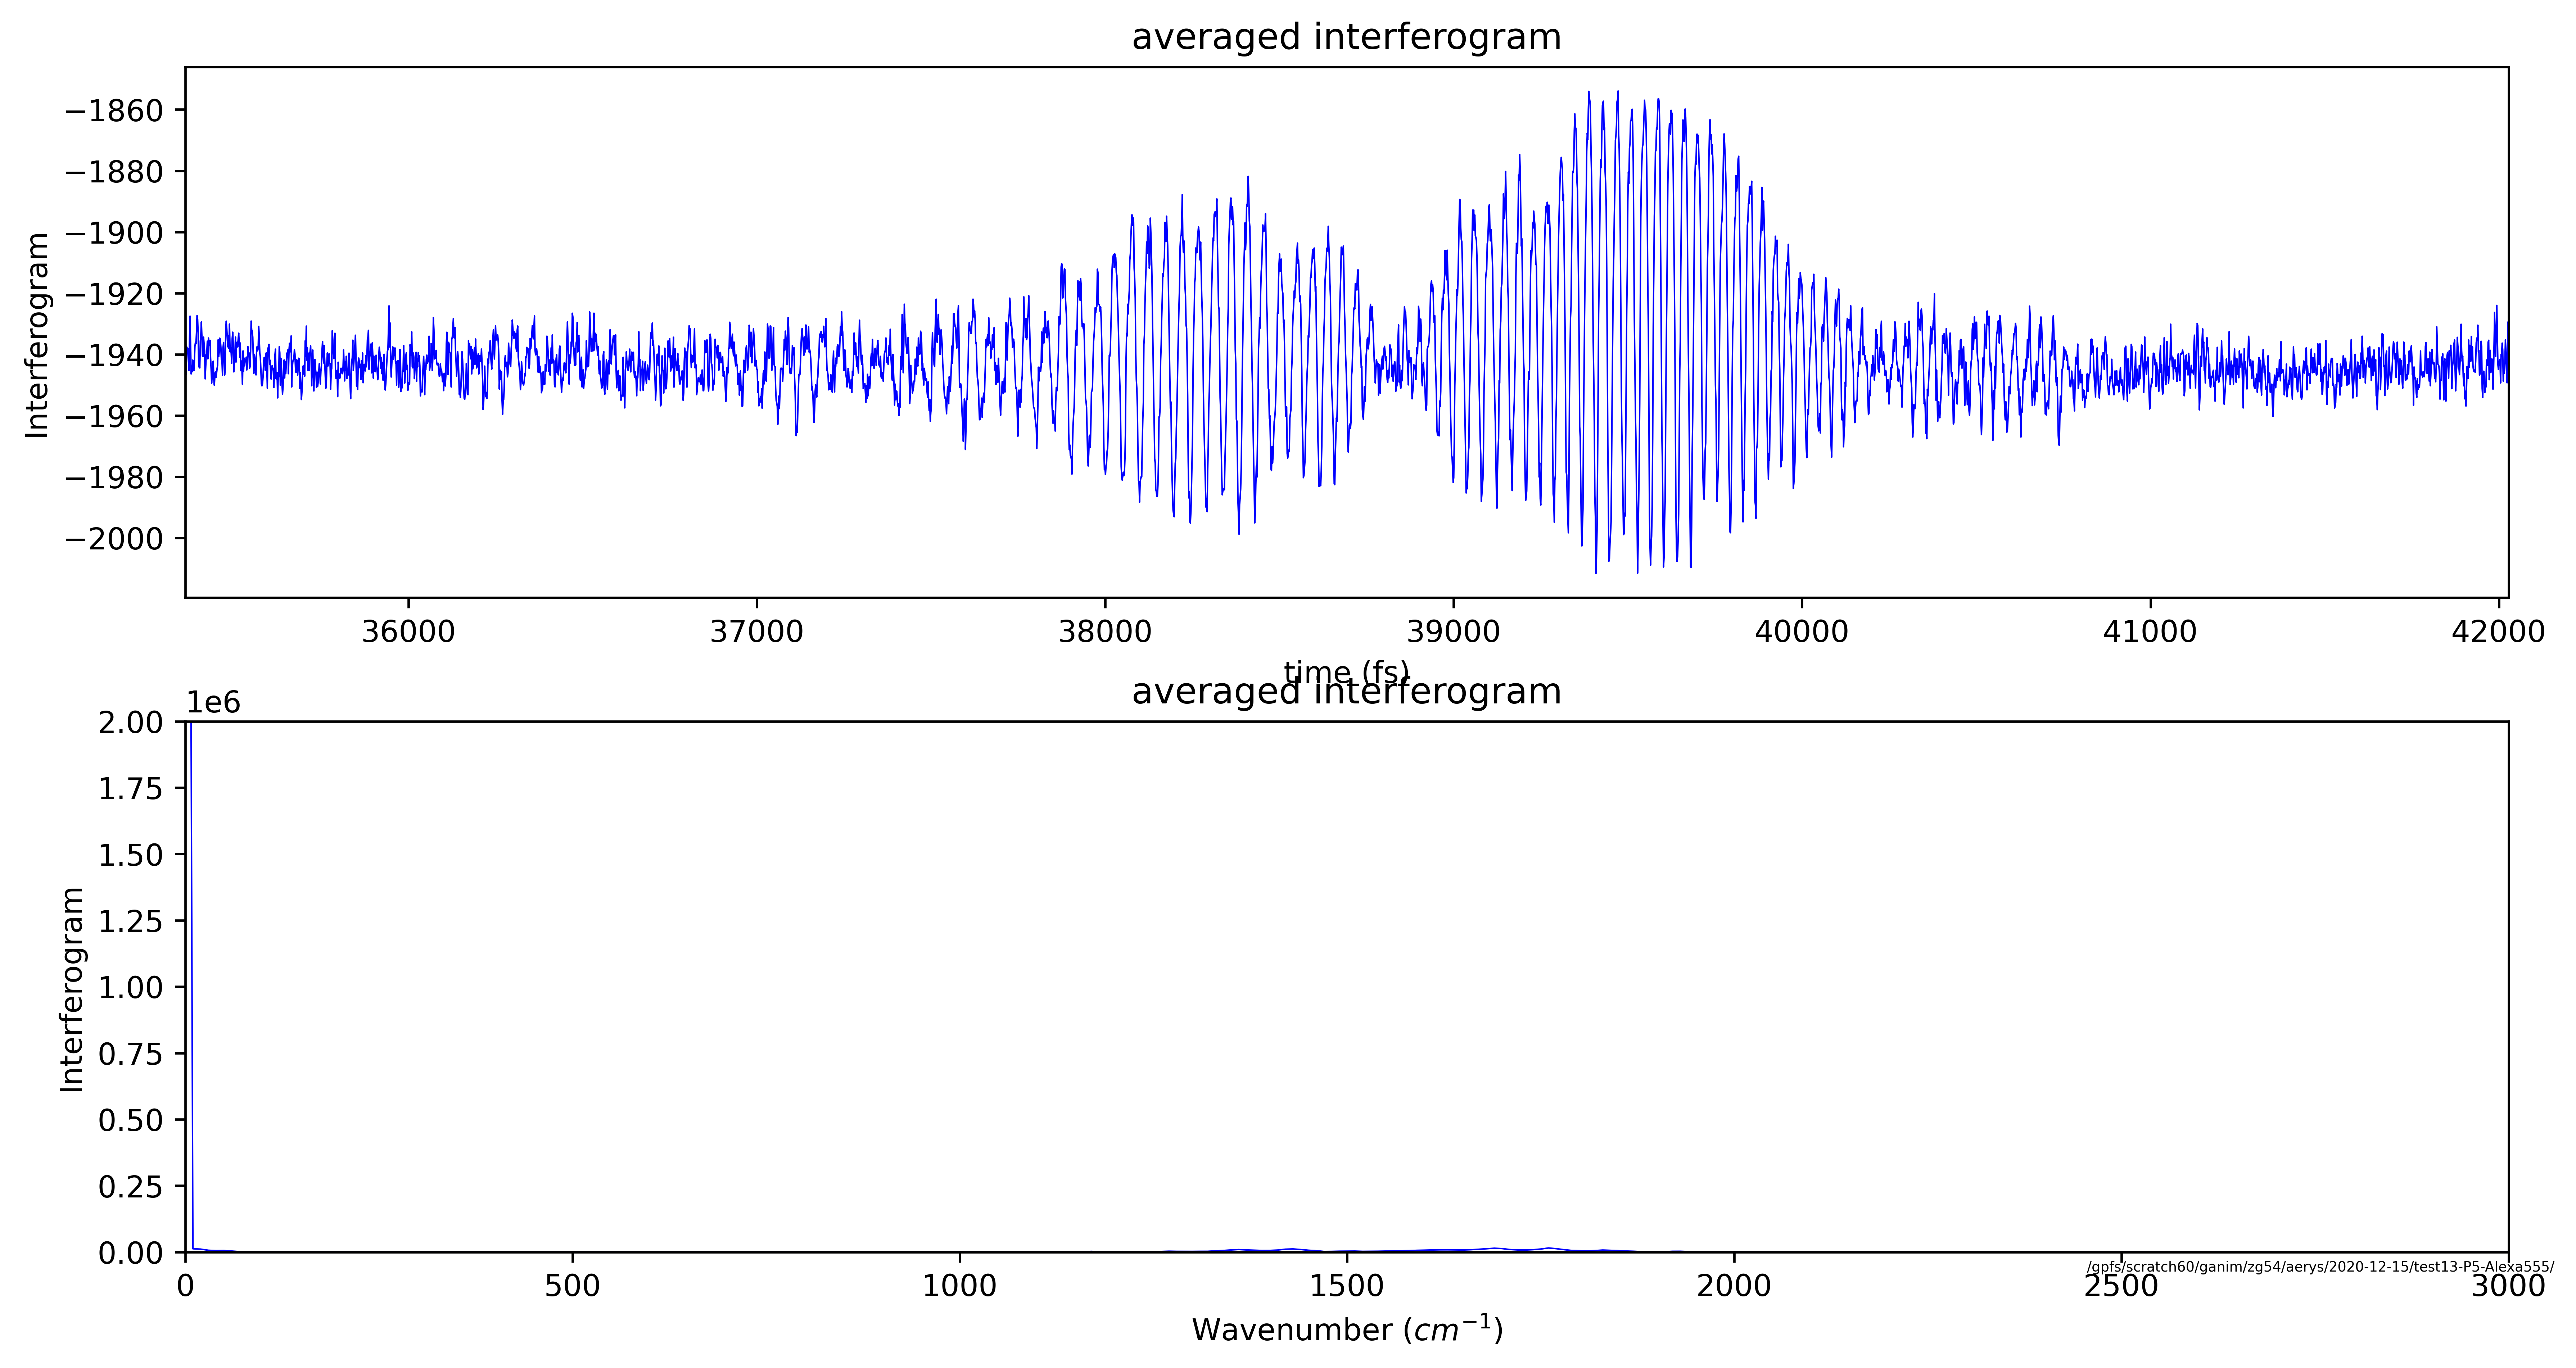 averaged interferogram
Interferogram
−1860
−1880
−1900
−1920
−1940
−1960
−1980
−2000
36000 37000 38000 39000 40000 41000 42000
time (fs)
averaged interferogram
1e6
Interferogram
2.00
1.75
1.50
1.25
1.00
0.75
0.50
0.25
0.00
/gpfs/scratch60/ganim/zg54/aerys/2020-12-15/test13-P5-Alexa555/
0 500 1000 1500 2000 2500 3000
Wavenumber (cm⁻¹)